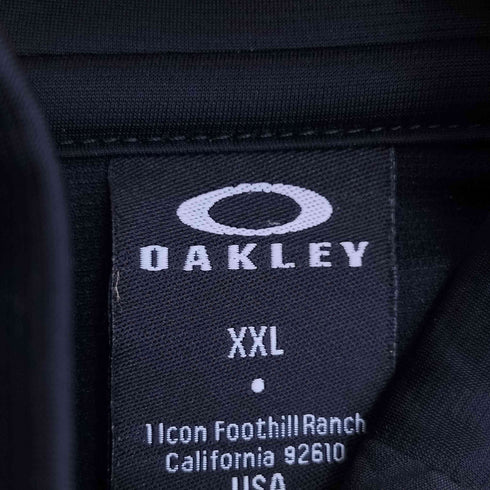 OAKLEY
XXL
1 Icon Foothill Ranch
California 92610
USA